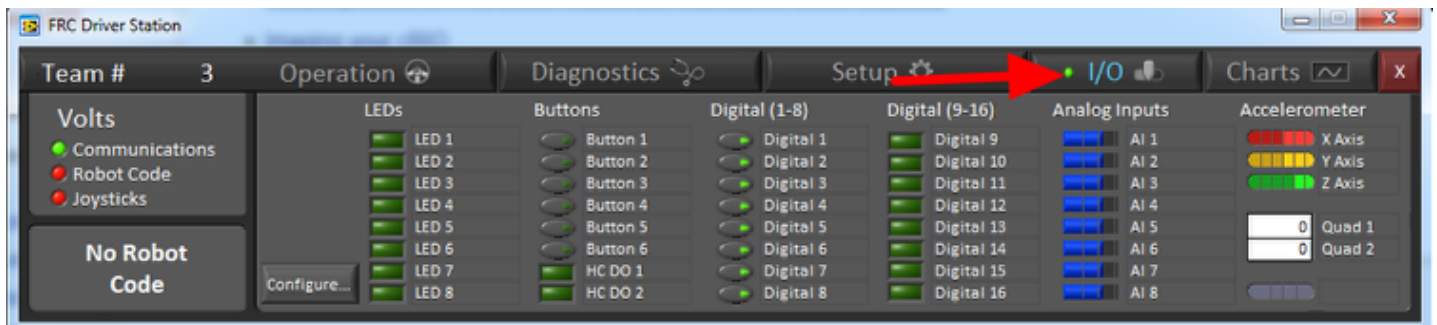 FRC Driver Station
Team # 3 Operation Diagnostics Setup I/O Charts X
Volts
Communications
Robot Code
Joysticks
No Robot
Code
Configure...
LEDs
LED 1
LED 2
LED 3
LED 4
LED 5
LED 6
LED 7
LED 8
Buttons
Button 1
Button 2
Button 3
Button 4
Button 5
Button 6
HC DO 1
HC DO 2
Digital (1-8)
Digital 1
Digital 2
Digital 3
Digital 4
Digital 5
Digital 6
Digital 7
Digital 8
Digital (9-16)
Digital 9
Digital 10
Digital 11
Digital 12
Digital 13
Digital 14
Digital 15
Digital 16
Analog Inputs
AI 1
AI 2
AI 3
AI 4
AI 5
AI 6
AI 7
AI 8
Accelerometer
X Axis
Y Axis
Z Axis
0 Quad 1
0 Quad 2